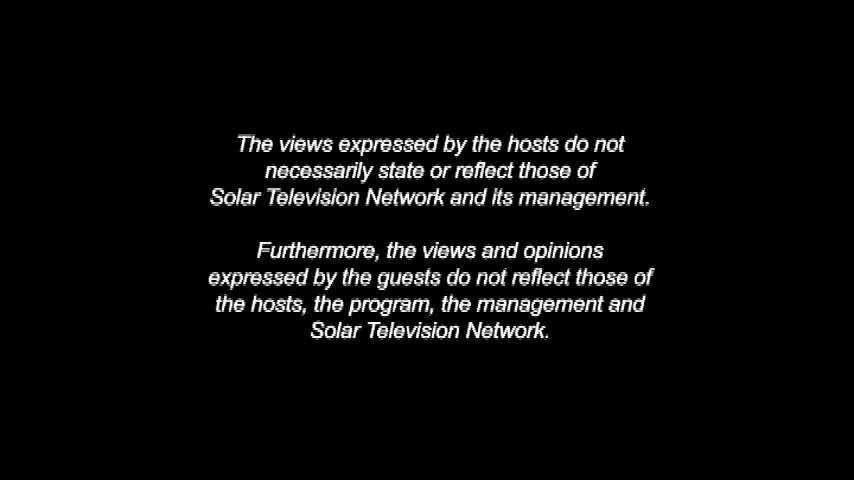 The views expressed by the hosts do not
necessarily state or reflect those of
Solar Television Network and its management.
Furthermore, the views and opinions
expressed by the guests do not reflect those of
the hosts, the program, the management and
Solar Television Network.